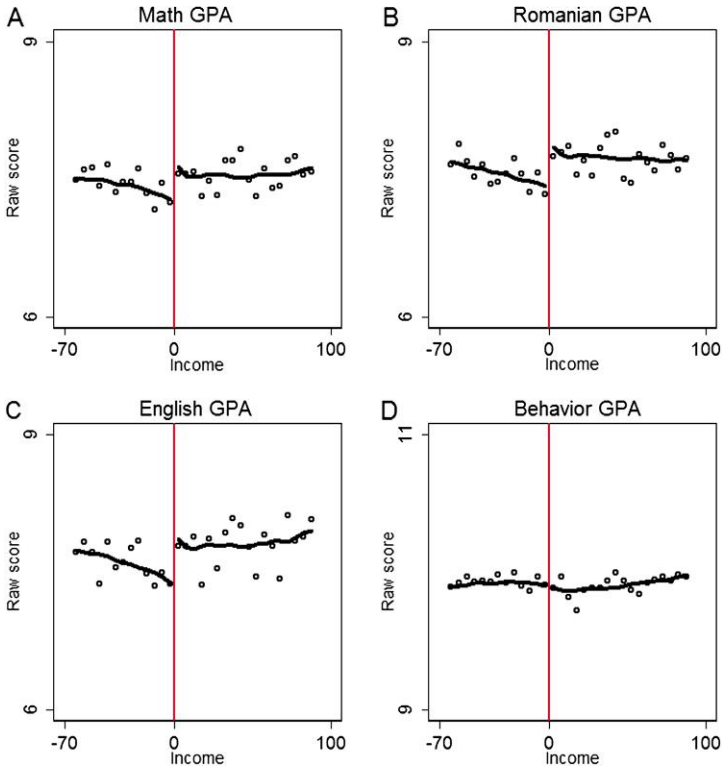 A
Math GPA
9
Raw score
6
-70
0
100
Income
B
Romanian GPA
9
Raw score
6
-70
0
100
Income
C
English GPA
9
Raw score
6
-70
0
100
Income
D
Behavior GPA
11
Raw score
9
-70
0
100
Income